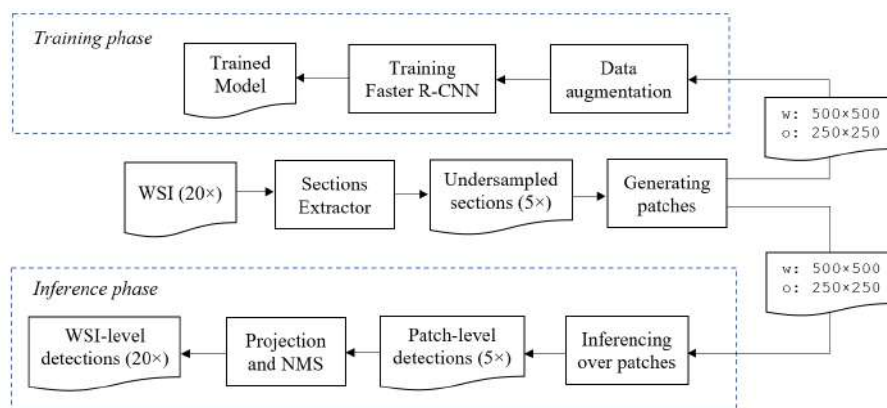 Training phase
Trained
Model
Training
Faster R-CNN
Data
augmentation
w: 500×500
o: 250×250
WSI (20×)
Sections
Extractor
Undersampled
sections (5×)
Generating
patches
w: 500×500
o: 250×250
Inference phase
WSI-level
detections (20×)
Projection
and NMS
Patch-level
detections (5×)
Inferencing
over patches